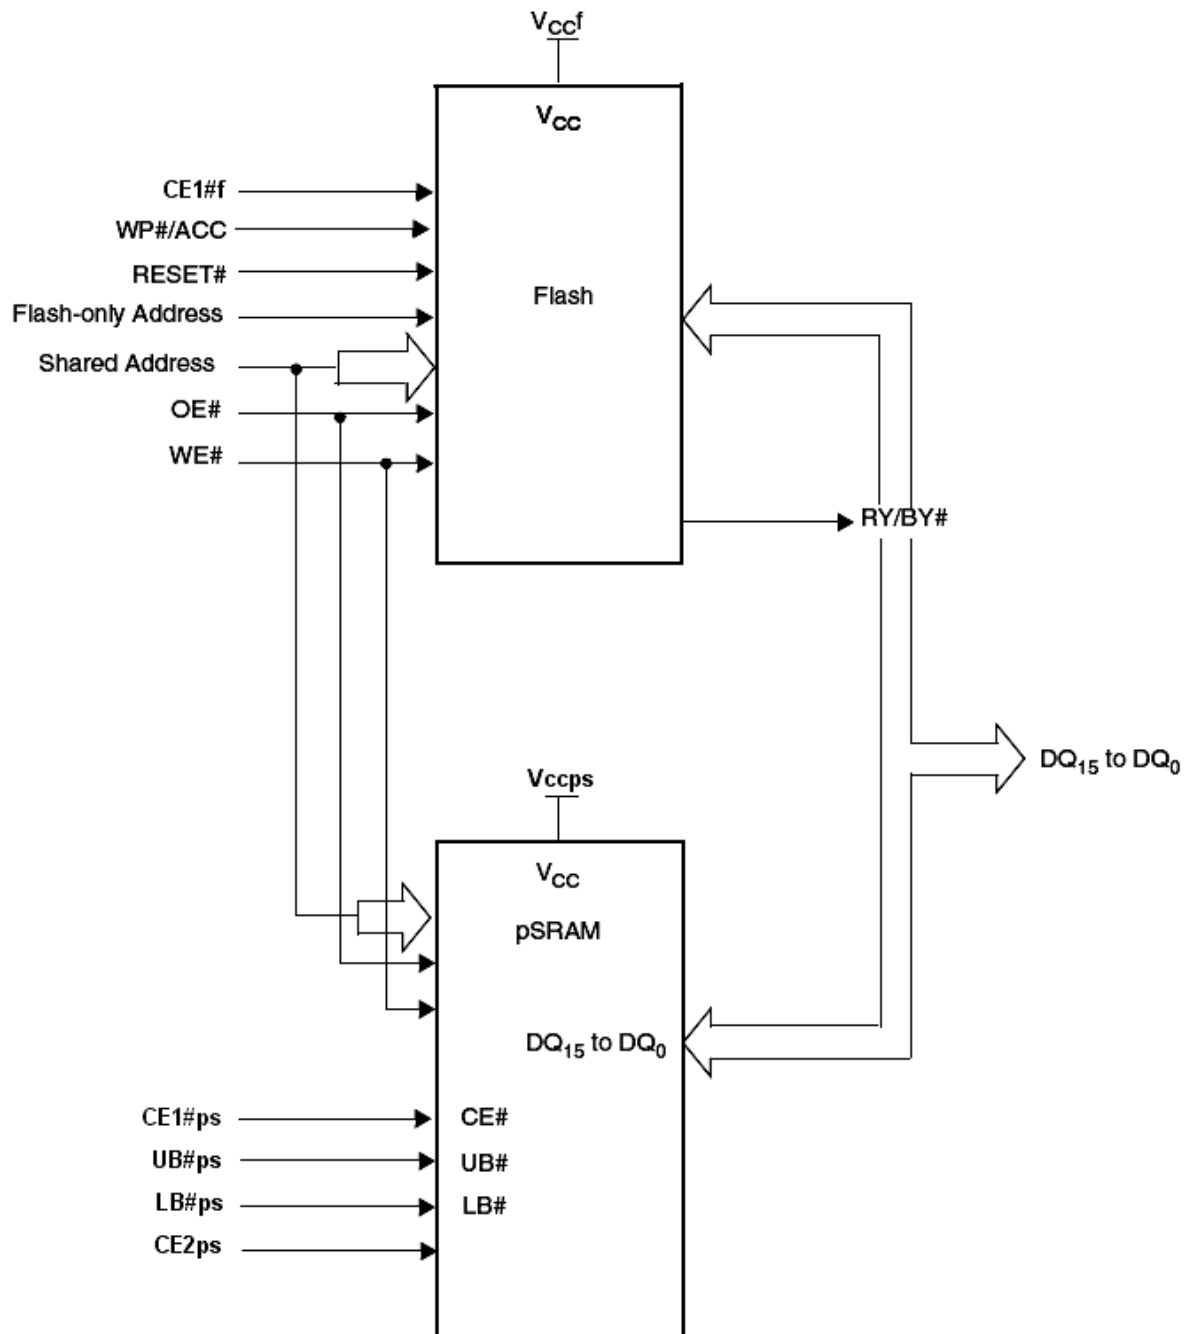 VCCf
VCC
CE1#f
WP#/ACC
RESET#
Flash
Flash-only Address
Shared Address
OE#
WE#
RY/BY#
DQ15 to DQ0
Vccps
VCC
pSRAM
DQ15 to DQ0
CE1#ps CE#
UB#ps UB#
LB#ps LB#
CE2ps